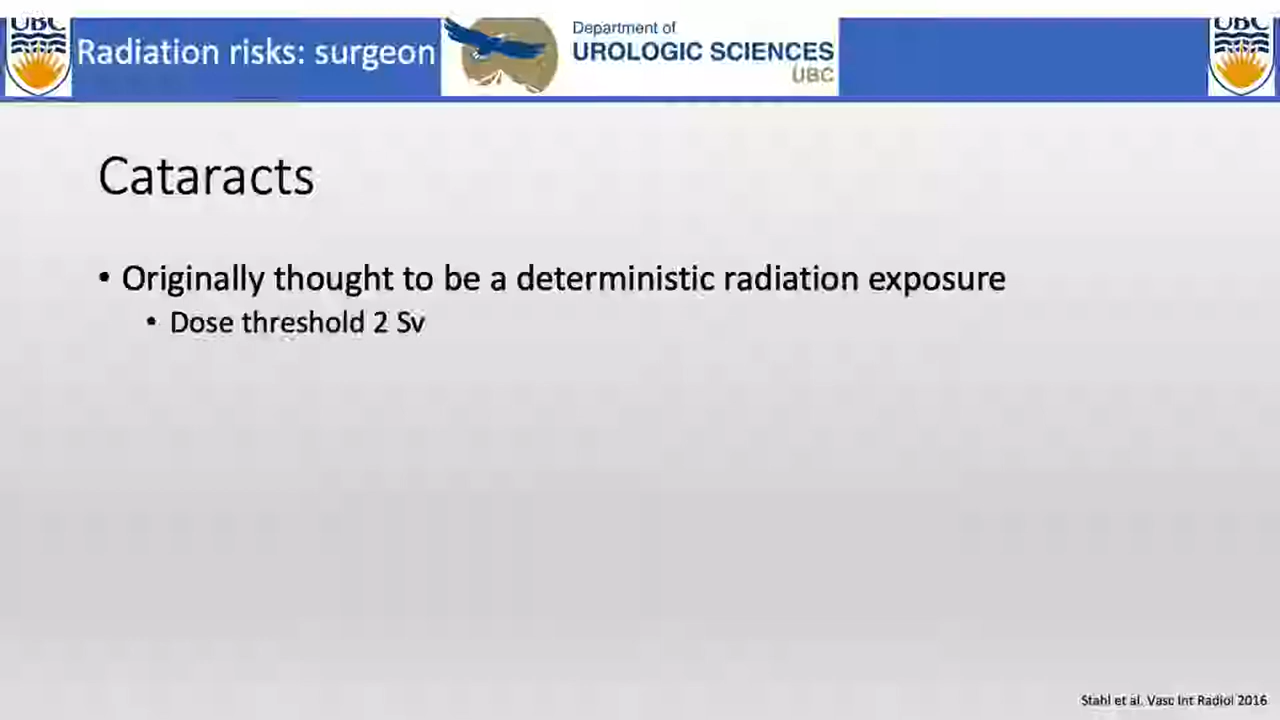 UBC
Radiation risks: surgeon
Department of
UROLOGIC SCIENCES
UBC
UBC
Cataracts
• Originally thought to be a deterministic radiation exposure
• Dose threshold 2 Sv
Stahl et al. Vasc Int Radiol 2016